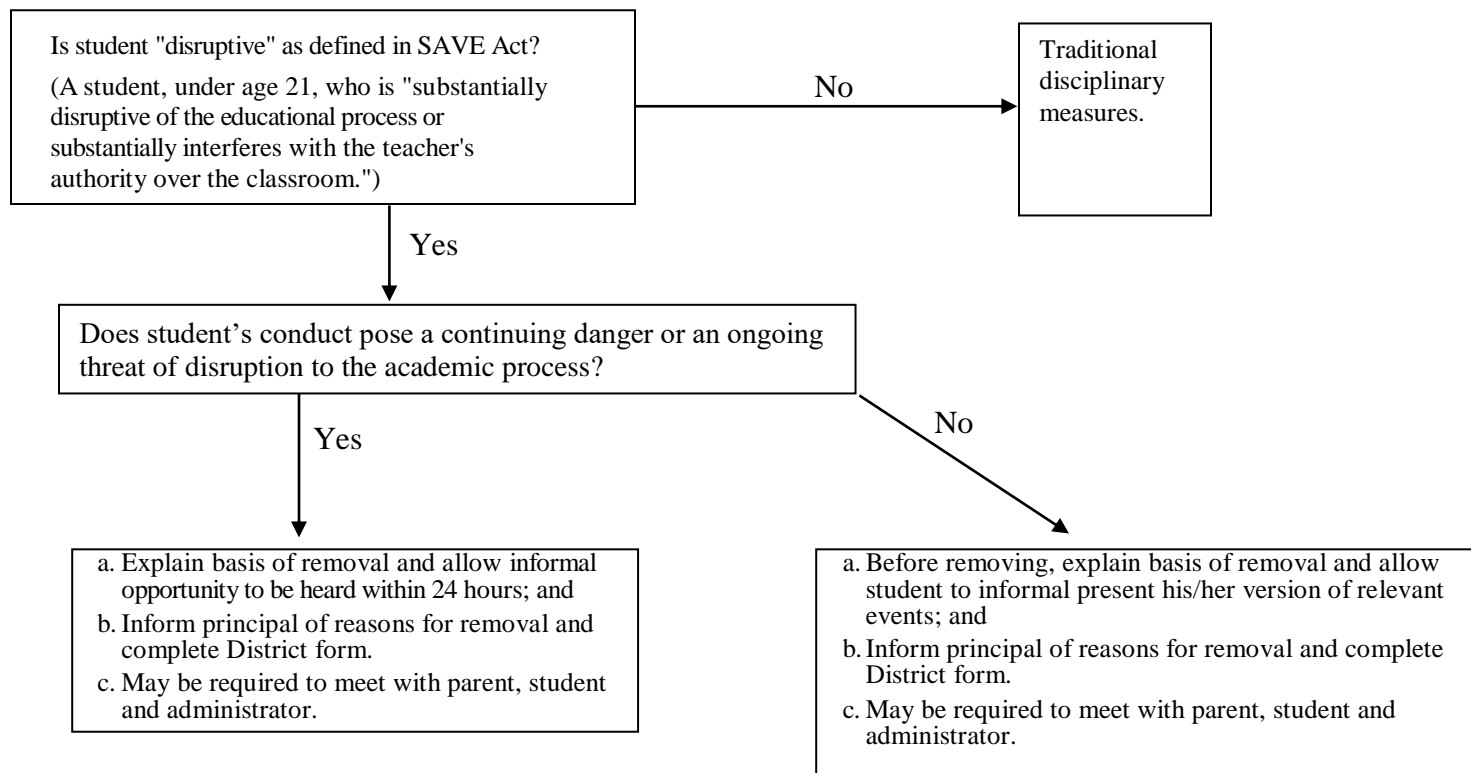 Is student "disruptive" as defined in SAVE Act?
(A student, under age 21, who is "substantially
disruptive of the educational process or
substantially interferes with the teacher's
authority over the classroom.")
No
Traditional
disciplinary
measures.
Yes
Does student’s conduct pose a continuing danger or an ongoing
threat of disruption to the academic process?
Yes
No
a. Explain basis of removal and allow informal
opportunity to be heard within 24 hours; and
b. Inform principal of reasons for removal and
complete District form.
c. May be required to meet with parent, student
and administrator.
a. Before removing, explain basis of removal and allow
student to informal present his/her version of relevant
events; and
b. Inform principal of reasons for removal and complete
District form.
c. May be required to meet with parent, student and
administrator.